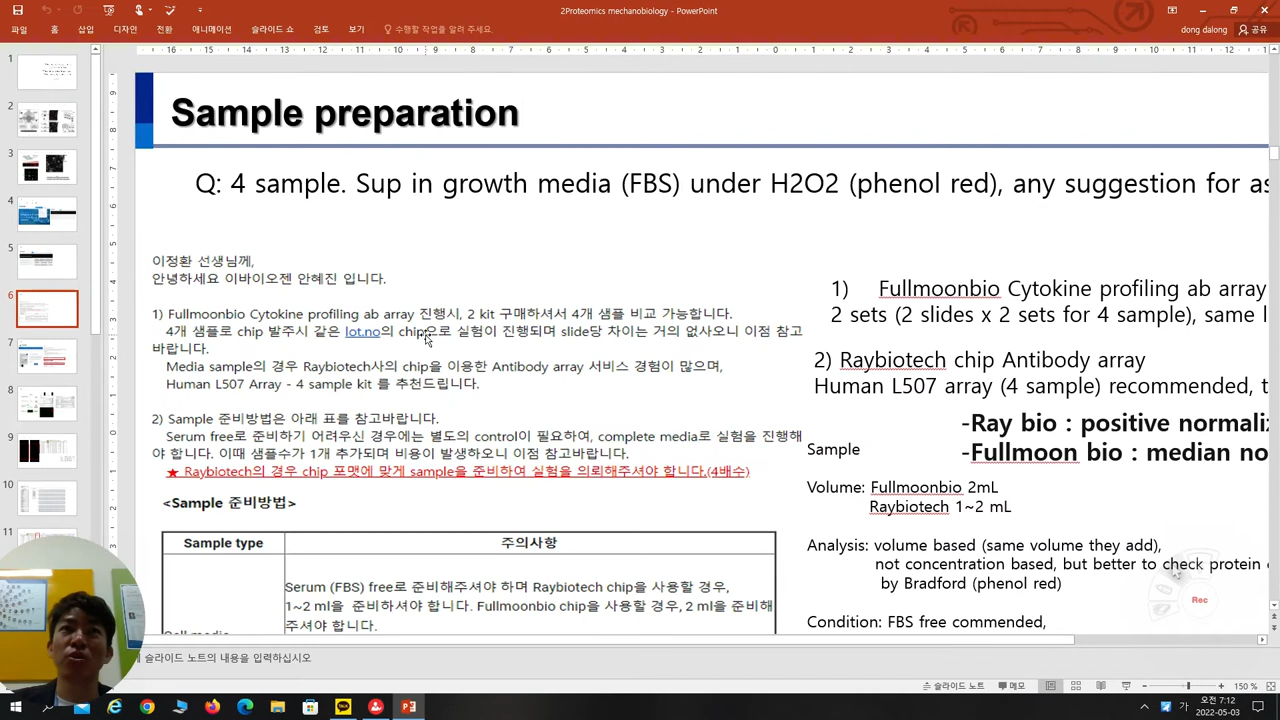 2Proteomics mechanobiology - PowerPoint
dong dalong
공유
파일
홈
삽입
디자인
전환
애니메이션
슬라이드 쇼
검토
보기
수행할 작업을 알려 주세요.
Sample preparation
Q: 4 sample. Sup in growth media (FBS) under H2O2 (phenol red), any suggestion for as
이정환 선생님께,
안녕하세요 이바이오젠 안혜진 입니다.
1) Fullmoonbio Cytokine profiling ab array 진행시, 2 kit 구매하셔서 4개 샘플 비교 가능합니다.
4개 샘플로 chip 발주시 같은 lot.no의 chip으로 실험이 진행되며 slide당 차이는 거의 없사오니 이점 참고
바랍니다.
Media sample의 경우 Raybiotech사의 chip을 이용한 Antibody array 서비스 경험이 많으며,
Human L507 Array - 4 sample kit 를 추천드립니다.
2) Sample 준비방법은 아래 표를 참고바랍니다.
Serum free로 준비하기 어려우신 경우에는 별도의 control이 필요하여, complete media로 실험을 진행해
야 합니다. 이때 샘플수가 1개 추가되며 비용이 발생하오니 이점 참고바랍니다.
★ Raybiotech의 경우 chip 포맷에 맞게 sample을 준비하여 실험을 의뢰해주셔야 합니다.(4배수)
<Sample 준비방법>
Sample type
주의사항
Serum (FBS) free로 준비해주셔야 하며 Raybiotech chip을 사용할 경우,
1~2 ml을 준비하셔야 합니다. Fullmoonbio chip을 사용할 경우, 2 ml을 준비해
주셔야 합니다.
1) Fullmoonbio Cytokine profiling ab array
2 sets (2 slides x 2 sets for 4 sample), same l
2) Raybiotech chip Antibody array
Human L507 array (4 sample) recommended, t
-Ray bio : positive normali
-Fullmoon bio : median no
Sample
Volume: Fullmoonbio 2mL
Raybiotech 1~2 mL
Analysis: volume based (same volume they add),
not concentration based, but better to check protein
by Bradford (phenol red)
Condition: FBS free commended,
Rec
슬라이드 노트의 내용을 입력하십시오
슬라이드 노트
메모
150 %
오전 7:12
2022-05-03